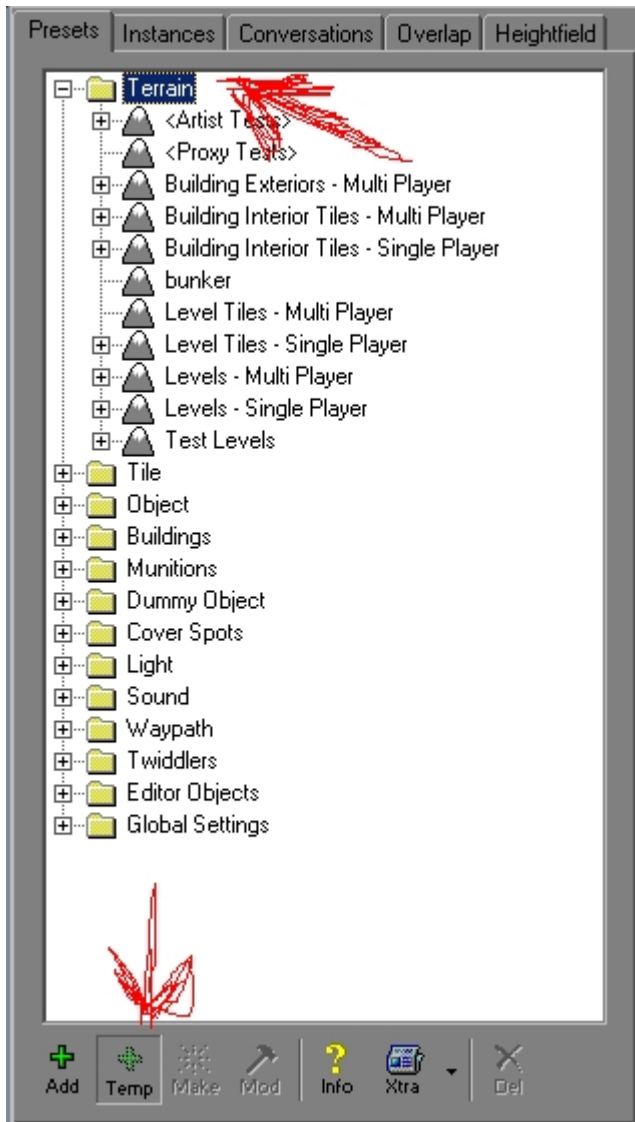 Presets Instances Conversations Overlap Heightfield
Terrain
<Artist Tests>
<Proxy Tests>
Building Exteriors - Multi Player
Building Interior Tiles - Multi Player
Building Interior Tiles - Single Player
bunker
Level Tiles - Multi Player
Level Tiles - Single Player
Levels - Multi Player
Levels - Single Player
Test Levels
Tile
Object
Buildings
Munitions
Dummy Object
Cover Spots
Light
Sound
Waypath
Twiddlers
Editor Objects
Global Settings
Add Temp Make Mod Info Xtra Del